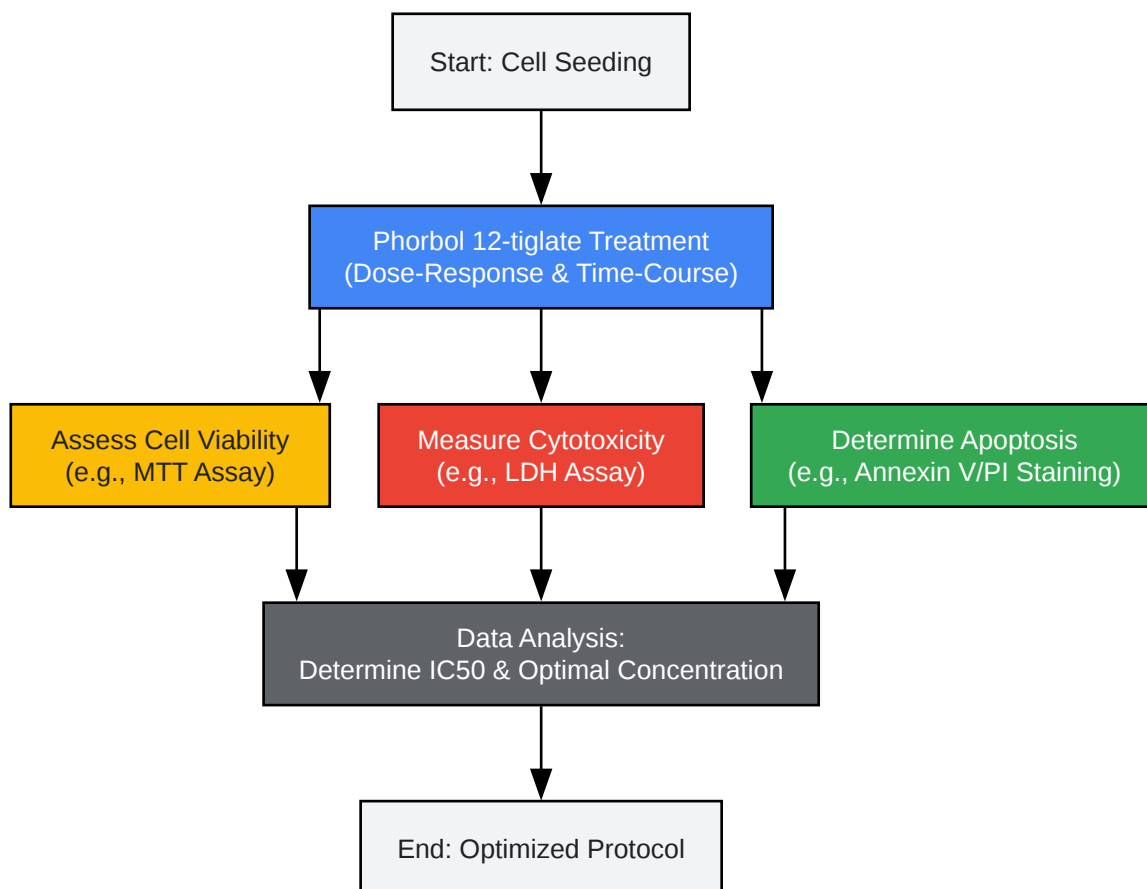 Start: Cell Seeding
Phorbol 12-tiglate Treatment
(Dose-Response & Time-Course)
Assess Cell Viability
(e.g., MTT Assay)
Measure Cytotoxicity
(e.g., LDH Assay)
Determine Apoptosis
(e.g., Annexin V/PI Staining)
Data Analysis:
Determine IC50 & Optimal Concentration
End: Optimized Protocol